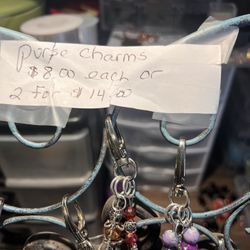 purse charms
$8.00 each or
2 for $14.00